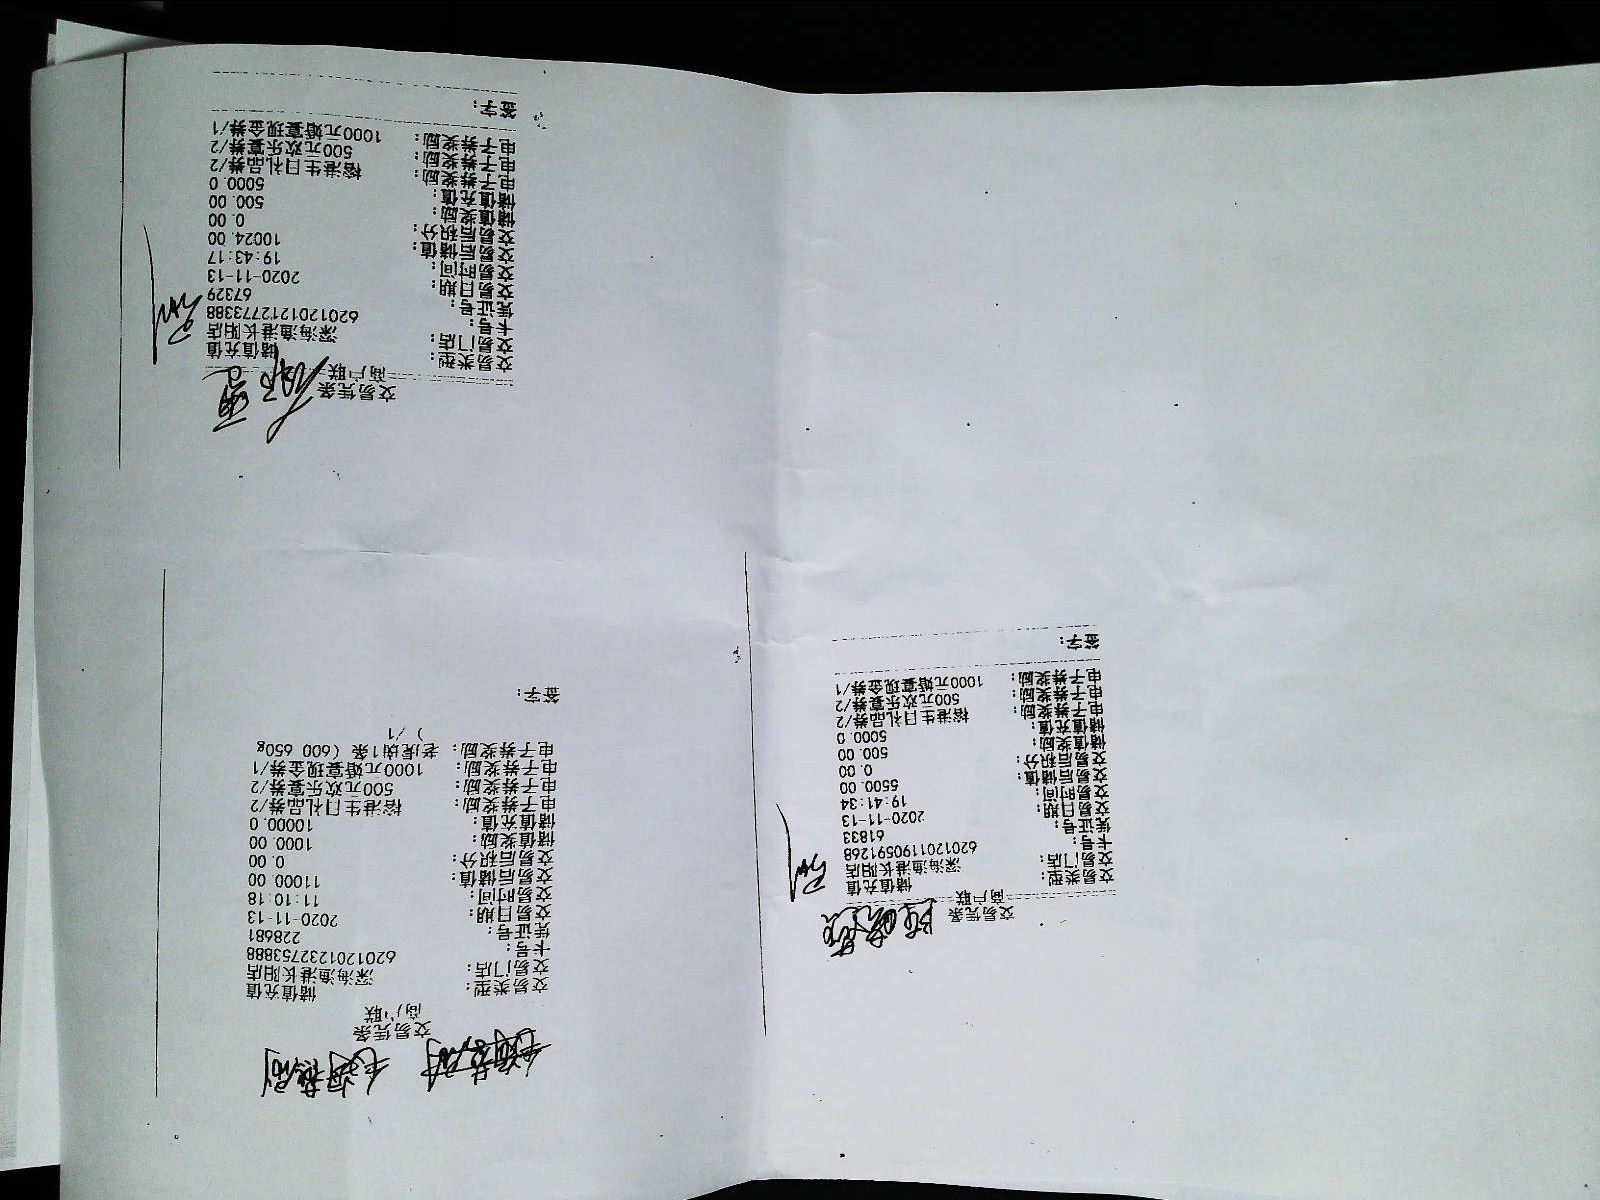 交易凭条
商户联
交易类型: 储值充值
交易门店: 深海渔港长阳店
卡号: 6201201190591268
凭证号: 61833
交易日期: 2020-11-13
交易时间: 19:41:34
交易后储值: 5500.00
交易后积分: 0.00
储值奖励: 500.00
储值充值: 5000.0
电子券奖励: 榕港生日礼品券/2
电子券奖励: 500元欢乐宴券/2
电子券奖励: 1000元婚宴现金券/1
签字:
交易凭条
商户联
交易类型: 储值充值
交易门店: 深海渔港长阳店
卡号: 6201201232753888
凭证号: 228681
交易日期: 2020-11-13
交易时间: 11:10:18
交易后储值: 11000.00
交易后积分: 0.00
储值奖励: 1000.00
储值充值: 10000.0
电子券奖励: 榕港生日礼品券/2
电子券奖励: 500元欢乐宴券/2
电子券奖励: 1000元婚宴现金券/1
电子券奖励: 老虎斑1条（600 650g
）/1
签字:
交易凭条
商户联
交易类型: 储值充值
交易门店: 深海渔港长阳店
卡号: 6201201212773388
凭证号: 67329
交易日期: 2020-11-13
交易时间: 19:43:17
交易后储值: 10024.00
交易后积分: 0.00
储值奖励: 500.00
储值充值: 5000.0
电子券奖励: 榕港生日礼品券/2
电子券奖励: 500元欢乐宴券/2
电子券奖励: 1000元婚宴现金券/1
签字: